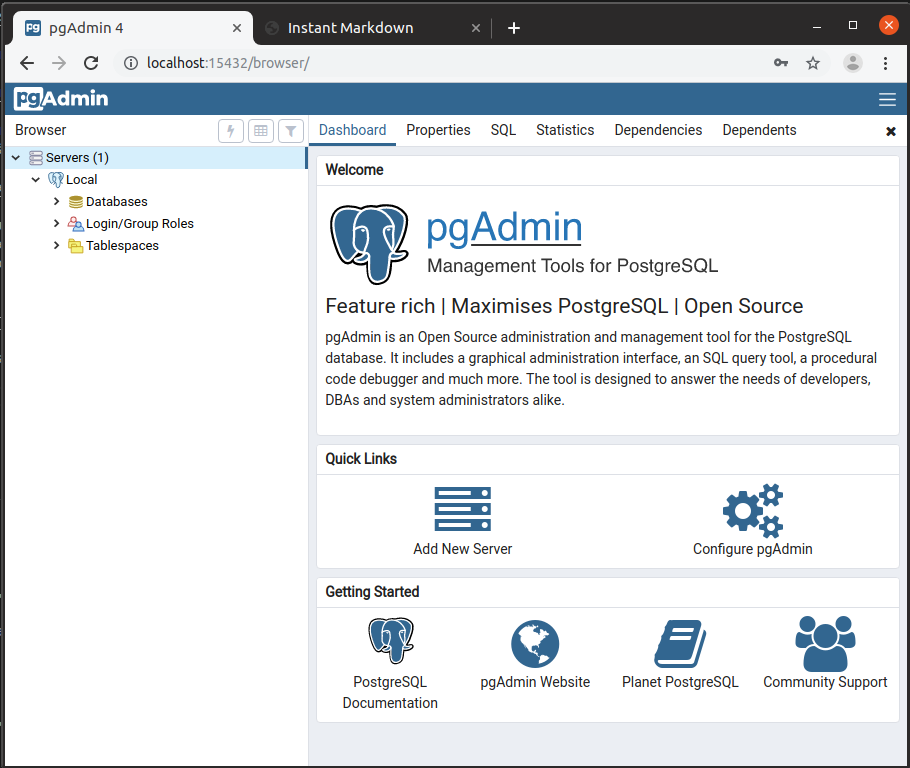 pg pgAdmin 4
Instant Markdown
localhost:15432/browser/
pgAdmin
Browser
Dashboard Properties SQL Statistics Dependencies Dependents
Servers (1)
Local
Databases
Login/Group Roles
Tablespaces
Welcome
pgAdmin
Management Tools for PostgreSQL
Feature rich | Maximises PostgreSQL | Open Source
pgAdmin is an Open Source administration and management tool for the PostgreSQL
database. It includes a graphical administration interface, an SQL query tool, a procedural
code debugger and much more. The tool is designed to answer the needs of developers,
DBAs and system administrators alike.
Quick Links
Add New Server
Configure pgAdmin
Getting Started
PostgreSQL
Documentation
pgAdmin Website
Planet PostgreSQL
Community Support